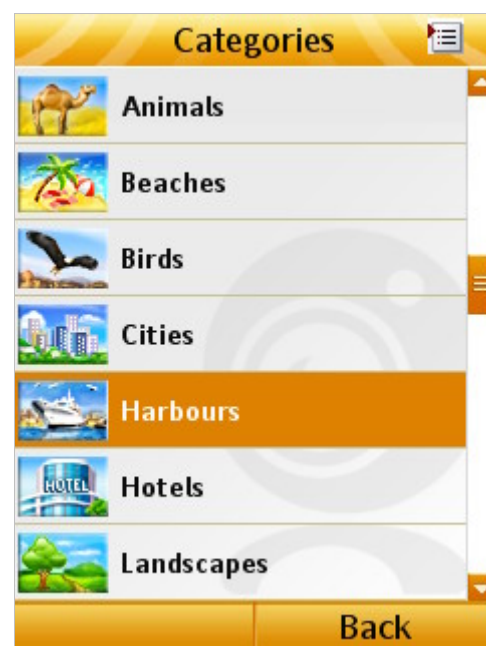 Categories
Animals
Beaches
Birds
Cities
Harbours
HOTEL
Hotels
Landscapes
Back